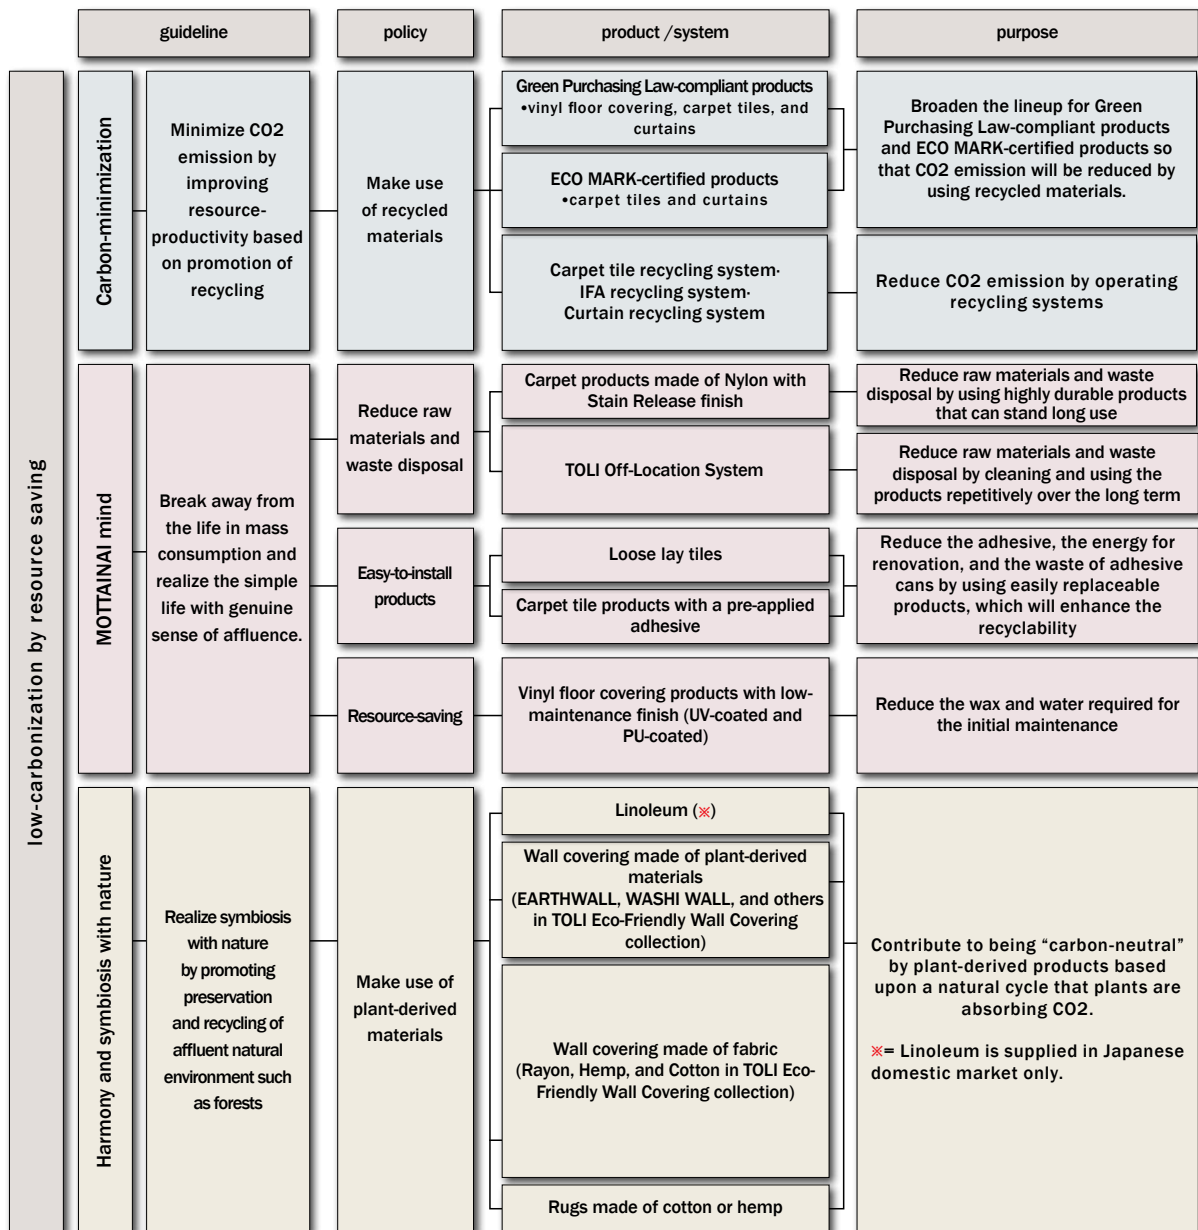 guideline
policy
product /system
purpose
low-carbonization by resource saving
Carbon-minimization
Minimize CO2
emission by
improving
resource-
productivity based
on promotion of
recycling
Make use
of recycled
materials
Green Purchasing Law-compliant products
•vinyl floor covering, carpet tiles, and
curtains
ECO MARK-certified products
•carpet tiles and curtains
Broaden the lineup for Green
Purchasing Law-compliant products
and ECO MARK-certified products so
that CO2 emission will be reduced by
using recycled materials.
Carpet tile recycling system·
IFA recycling system·
Curtain recycling system
Reduce CO2 emission by operating
recycling systems
MOTTAINAI mind
Break away from
the life in mass
consumption and
realize the simple
life with genuine
sense of affluence.
Reduce raw
materials and
waste disposal
Carpet products made of Nylon with
Stain Release finish
Reduce raw materials and waste
disposal by using highly durable products
that can stand long use
TOLI Off-Location System
Reduce raw materials and waste
disposal by cleaning and using the
products repetitively over the long term
Easy-to-install
products
Loose lay tiles
Carpet tile products with a pre-applied
adhesive
Reduce the adhesive, the energy for
renovation, and the waste of adhesive
cans by using easily replaceable
products, which will enhance the
recyclability
Resource-saving
Vinyl floor covering products with low-
maintenance finish (UV-coated and
PU-coated)
Reduce the wax and water required for
the initial maintenance
Harmony and symbiosis with nature
Realize symbiosis
with nature
by promoting
preservation
and recycling of
affluent natural
environment such
as forests
Make use of
plant-derived
materials
Linoleum (※)
Wall covering made of plant-derived
materials
(EARTHWALL, WASHI WALL, and others
in TOLI Eco-Friendly Wall Covering
collection)
Wall covering made of fabric
(Rayon, Hemp, and Cotton in TOLI Eco-
Friendly Wall Covering collection)
Rugs made of cotton or hemp
Contribute to being “carbon-neutral”
by plant-derived products based
upon a natural cycle that plants are
absorbing CO2.
※= Linoleum is supplied in Japanese
domestic market only.